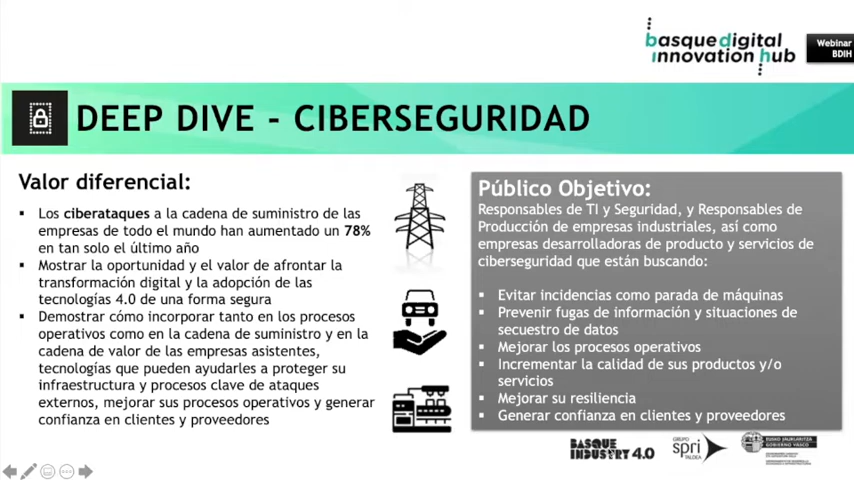 basque digital
innovation hub
Webinar
BDIH
DEEP DIVE - CIBERSEGURIDAD
Valor diferencial:
▪ Los ciberataques a la cadena de suministro de las
empresas de todo el mundo han aumentado un 78%
en tan solo el último año
▪ Mostrar la oportunidad y el valor de afrontar la
transformación digital y la adopción de las
tecnologías 4.0 de una forma segura
▪ Demostrar cómo incorporar tanto en los procesos
operativos como en la cadena de suministro y en la
cadena de valor de las empresas asistentes,
tecnologías que pueden ayudarles a proteger su
infraestructura y procesos clave de ataques
externos, mejorar sus procesos operativos y generar
confianza en clientes y proveedores
Público Objetivo:
Responsables de TI y Seguridad, y Responsables de
Producción de empresas industriales, así como
empresas desarrolladoras de producto y servicios de
ciberseguridad que están buscando:
▪ Evitar incidencias como parada de máquinas
▪ Prevenir fugas de información y situaciones de
secuestro de datos
▪ Mejorar los procesos operativos
▪ Incrementar la calidad de sus productos y/o
servicios
▪ Mejorar su resiliencia
▪ Generar confianza en clientes y proveedores
BASQUE
INDUSTRY 4.0
GRUPO
spri
TALDEA
EUSKO JAURLARITZA
GOBIERNO VASCO